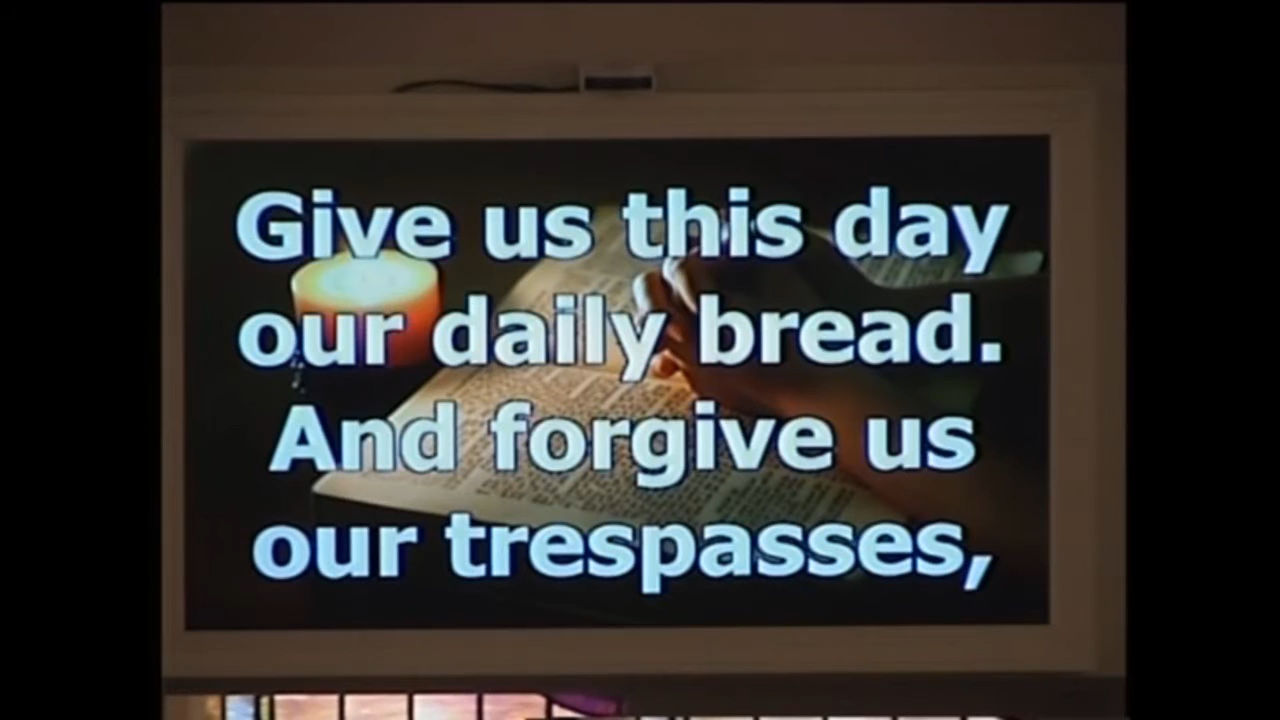 Give us this day
our daily bread.
And forgive us
our trespasses,